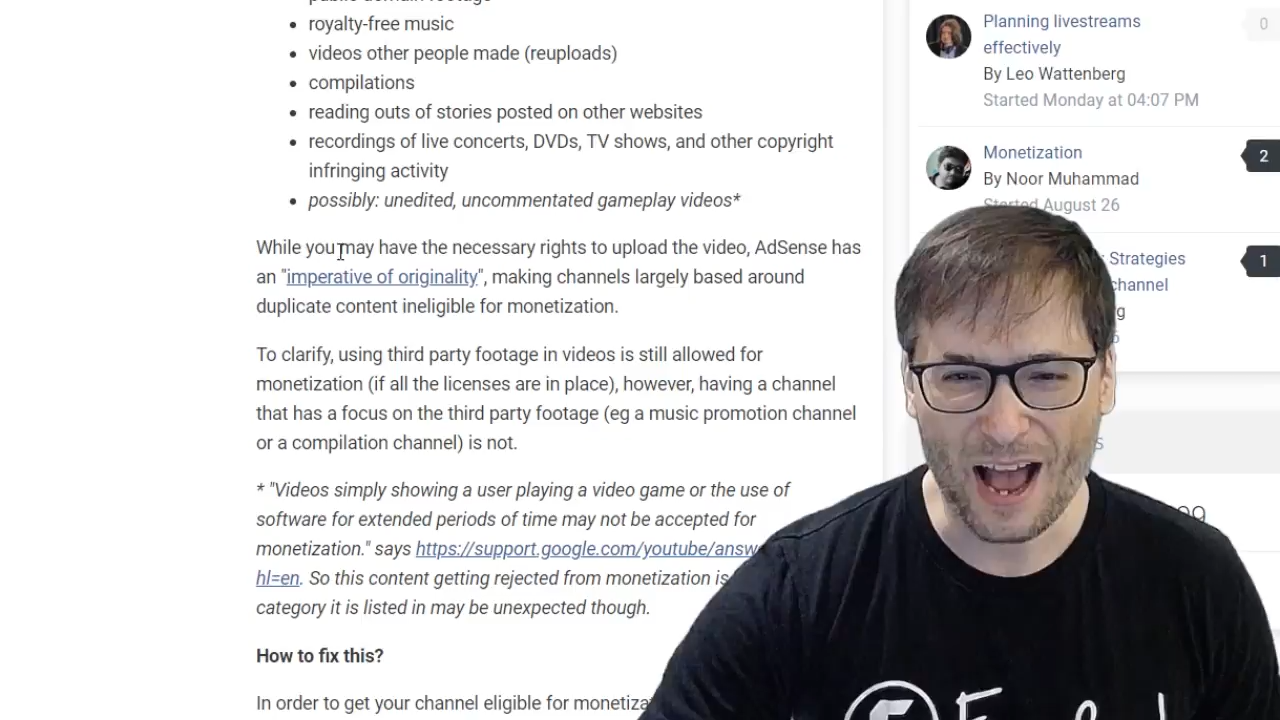 royalty-free music
videos other people made (reuploads)
compilations
reading outs of stories posted on other websites
recordings of live concerts, DVDs, TV shows, and other copyright
infringing activity
possibly: unedited, uncommentated gameplay videos*
While you may have the necessary rights to upload the video, AdSense has
an "imperative of originality", making channels largely based around
duplicate content ineligible for monetization.
To clarify, using third party footage in videos is still allowed for
monetization (if all the licenses are in place), however, having a channel
that has a focus on the third party footage (eg a music promotion channel
or a compilation channel) is not.
* "Videos simply showing a user playing a video game or the use of
software for extended periods of time may not be accepted for
monetization." says https://support.google.com/youtube/answ
hl=en. So this content getting rejected from monetization is
category it is listed in may be unexpected though.
How to fix this?
In order to get your channel eligible for
Planning livestreams
effectively
By Leo Wattenberg
Started Monday at 04:07 PM
0
Monetization
By Noor Muhammad
Started August 26
2
Strategies
channel
1